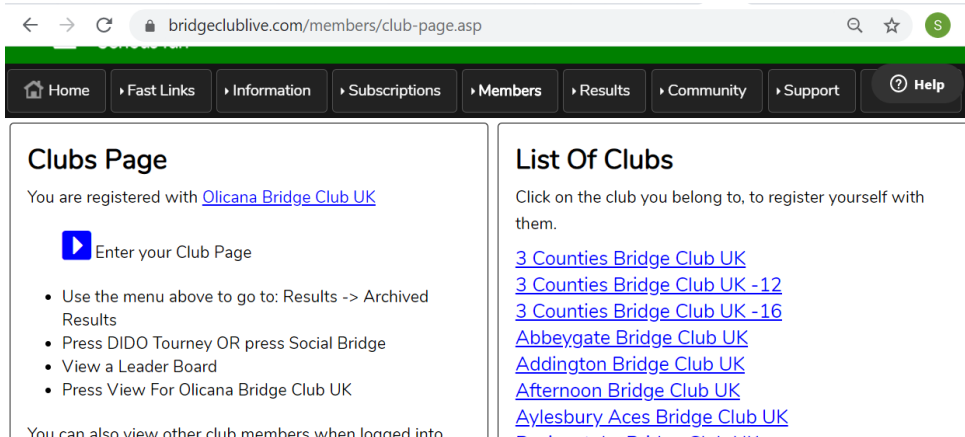 bridgeclublive.com/members/club-page.asp
S
Home
Fast Links
Information
Subscriptions
Members
Results
Community
Support
Help
Clubs Page
You are registered with Olicana Bridge Club UK
Enter your Club Page
• Use the menu above to go to: Results -> Archived
Results
• Press DIDO Tourney OR press Social Bridge
• View a Leader Board
• Press View For Olicana Bridge Club UK
You can also view other club members when logged into
List Of Clubs
Click on the club you belong to, to register yourself with
them.
3 Counties Bridge Club UK
3 Counties Bridge Club UK -12
3 Counties Bridge Club UK -16
Abbeygate Bridge Club UK
Addington Bridge Club UK
Afternoon Bridge Club UK
Aylesbury Aces Bridge Club UK